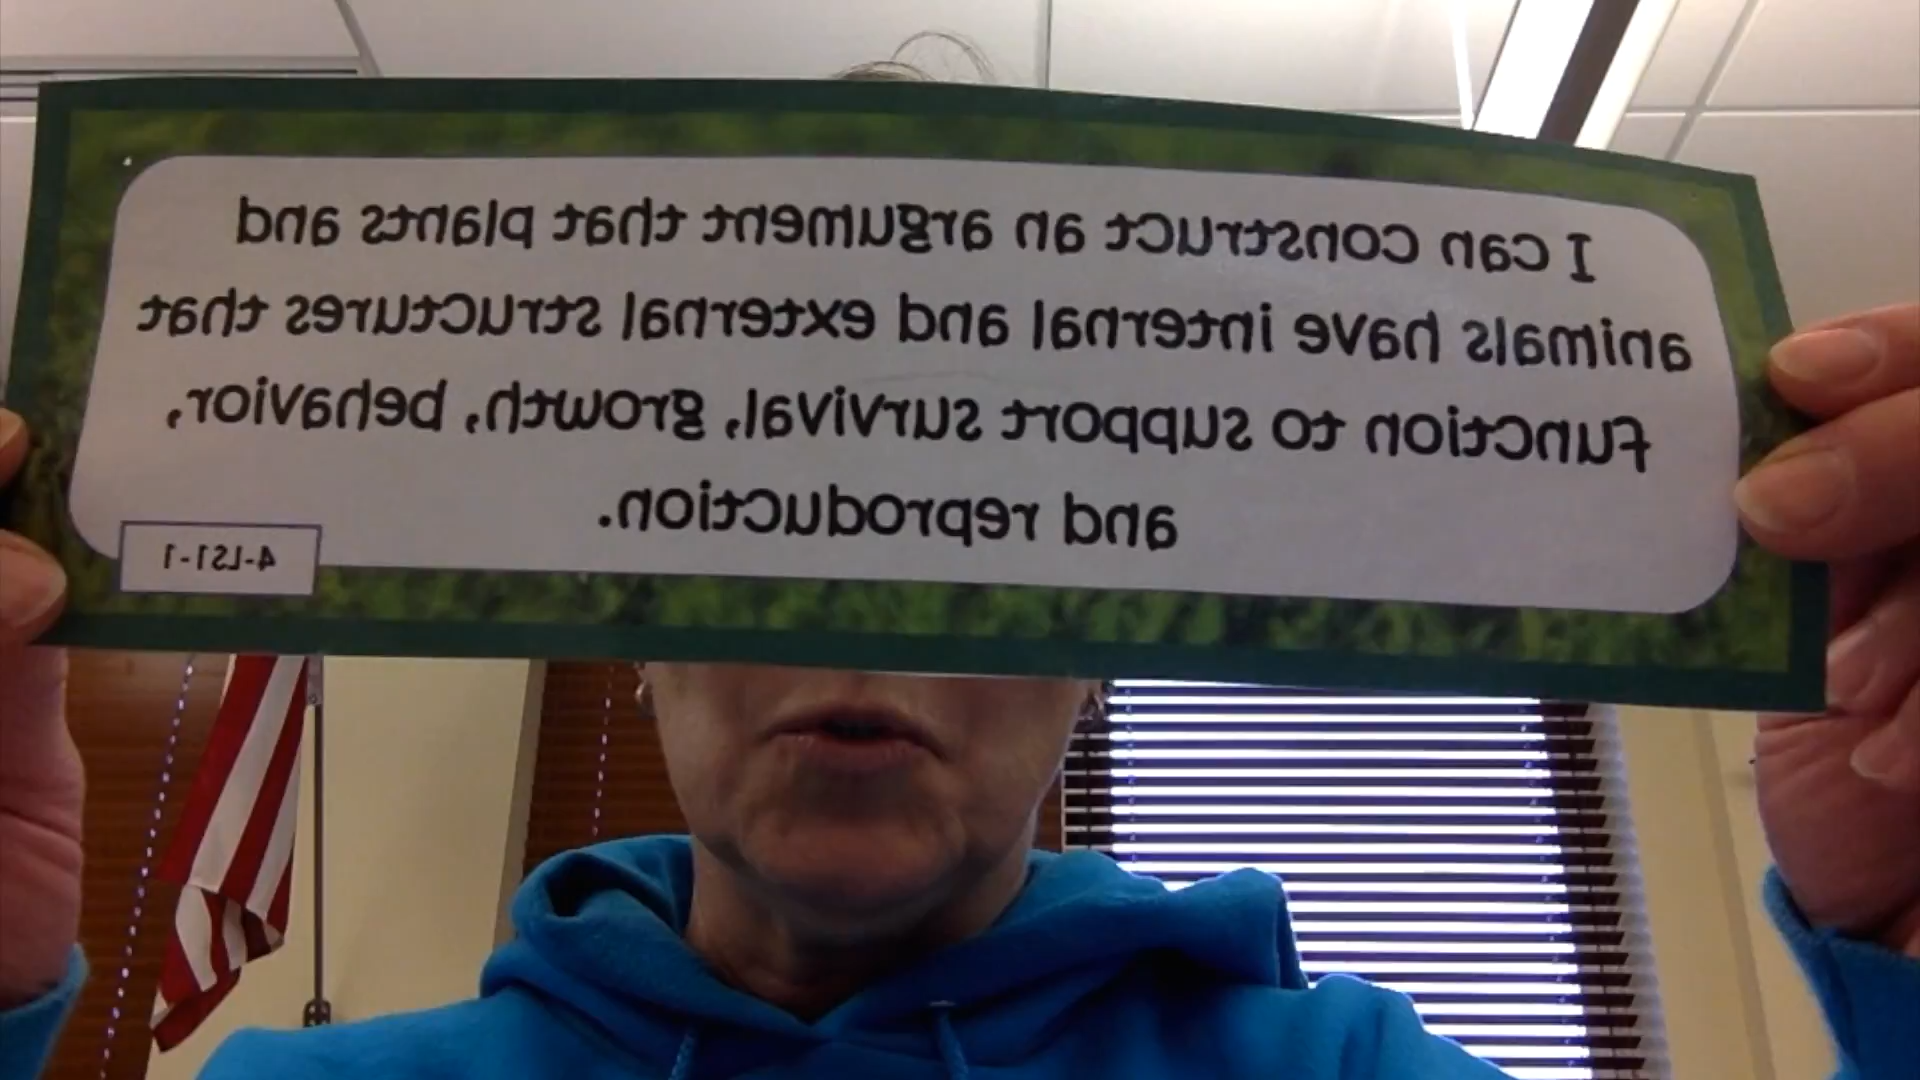 I can construct an argument that plants and
animals have internal and external structures that
function to support survival, growth, behavior,
and reproduction.
4-LS1-1